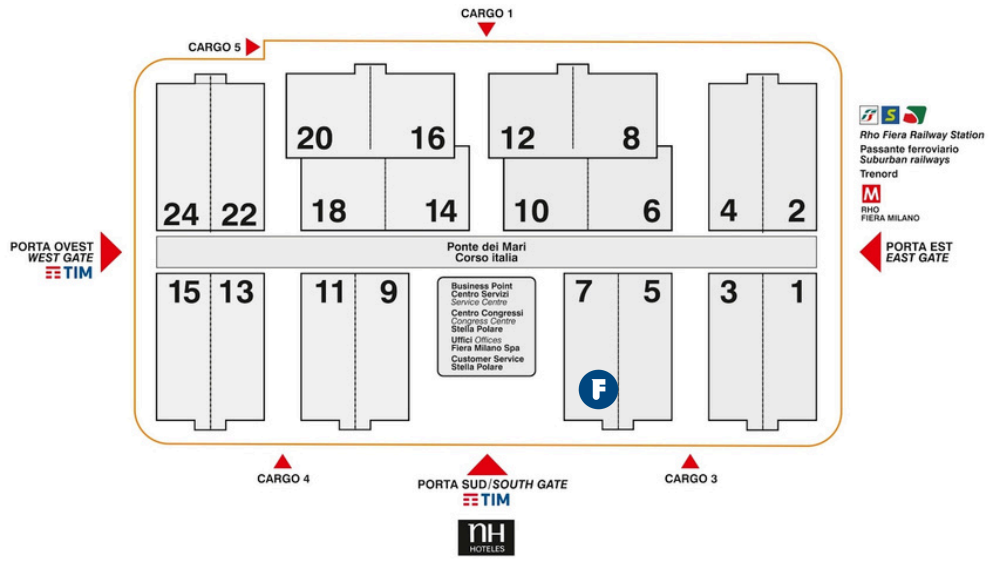 CARGO 1
CARGO 5
20 16
12 8
24 22
18 14
10 6
4 2
Rho Fiera Railway Station
Passante ferroviario
Suburban railways
Trenord
M
RHO
FIERA MILANO
PORTA OVEST
WEST GATE
TIM
Ponte dei Mari
Corso italia
PORTA EST
EAST GATE
15 13
11 9
Business Point
Centro Servizi
Service Centre
Centro Congressi
Congress Centre
Stella Polare
Uffici Offices
Fiera Milano Spa
Customer Service
Stella Polare
7 5
3 1
F
CARGO 4
PORTA SUD/SOUTH GATE
TIM
CARGO 3
nH
HOTELES
S